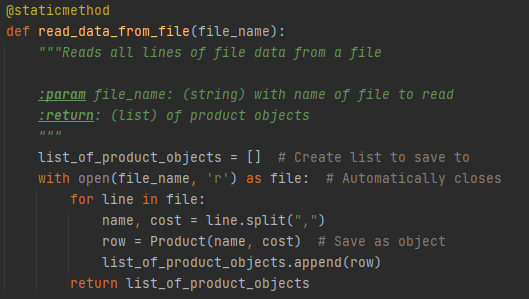 @staticmethod
def read_data_from_file(file_name):
    """Reads all lines of file data from a file

    :param file_name: (string) with name of file to read
    :return: (list) of product objects
    """
    list_of_product_objects = []  # Create list to save to
    with open(file_name, 'r') as file:  # Automatically closes
        for line in file:
            name, cost = line.split(",")
            row = Product(name, cost)  # Save as object
            list_of_product_objects.append(row)
        return list_of_product_objects